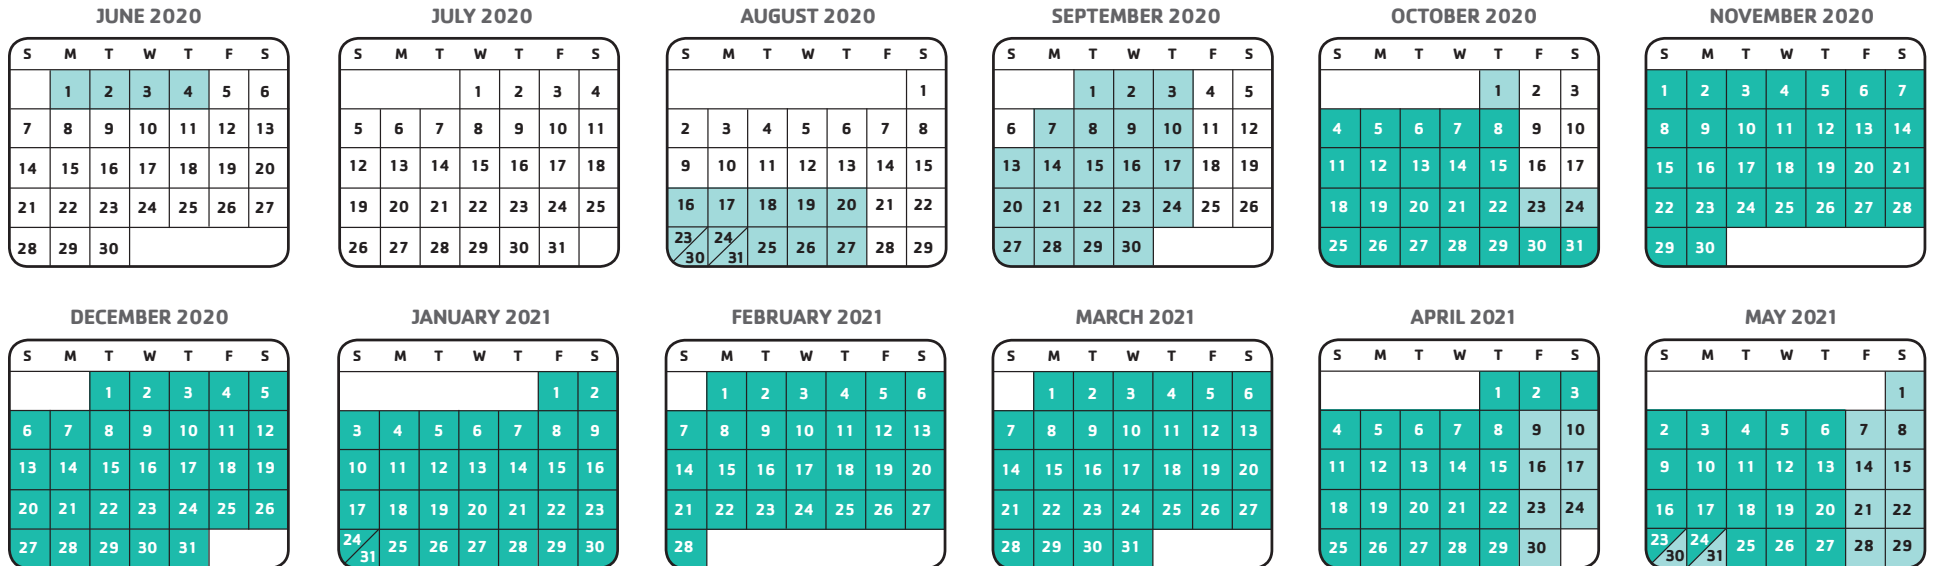 JUNE 2020 JULY 2020 AUGUST 2020 SEPTEMBER 2020 OCTOBER 2020 NOVEMBER 2020
S M T W T F S S M T W T F S S M T W T F S S M T W T F S S M T W T F S S M T W T F S
1 2 3 4 5 6 1 2 3 4 1 1 2 3 4 5 1 2 3 1 2 3 4 5 6 7
7 8 9 10 11 12 13 5 6 7 8 9 10 11 2 3 4 5 6 7 8 6 7 8 9 10 11 12 4 5 6 7 8 9 10 8 9 10 11 12 13 14
14 15 16 17 18 19 20 12 13 14 15 16 17 18 9 10 11 12 13 14 15 13 14 15 16 17 18 19 11 12 13 14 15 16 17 15 16 17 18 19 20 21
21 22 23 24 25 26 27 19 20 21 22 23 24 25 16 17 18 19 20 21 22 20 21 22 23 24 25 26 18 19 20 21 22 23 24 22 23 24 25 26 27 28
28 29 30 26 27 28 29 30 31 23/30 24/31 25 26 27 28 29 27 28 29 30 25 26 27 28 29 30 31 29 30
DECEMBER 2020 JANUARY 2021 FEBRUARY 2021 MARCH 2021 APRIL 2021 MAY 2021
S M T W T F S S M T W T F S S M T W T F S S M T W T F S S M T W T F S S M T W T F S
1 2 3 4 5 1 2 1 2 3 4 5 6 1 2 3 4 5 6 1 2 3 1
6 7 8 9 10 11 12 3 4 5 6 7 8 9 7 8 9 10 11 12 13 7 8 9 10 11 12 13 4 5 6 7 8 9 10 2 3 4 5 6 7 8
13 14 15 16 17 18 19 10 11 12 13 14 15 16 14 15 16 17 18 19 20 14 15 16 17 18 19 20 11 12 13 14 15 16 17 9 10 11 12 13 14 15
20 21 22 23 24 25 26 17 18 19 20 21 22 23 21 22 23 24 25 26 27 21 22 23 24 25 26 27 18 19 20 21 22 23 24 16 17 18 19 20 21 22
27 28 29 30 31 24/31 25 26 27 28 29 30 28 28 29 30 31 25 26 27 28 29 30 23/30 24/31 25 26 27 28 29